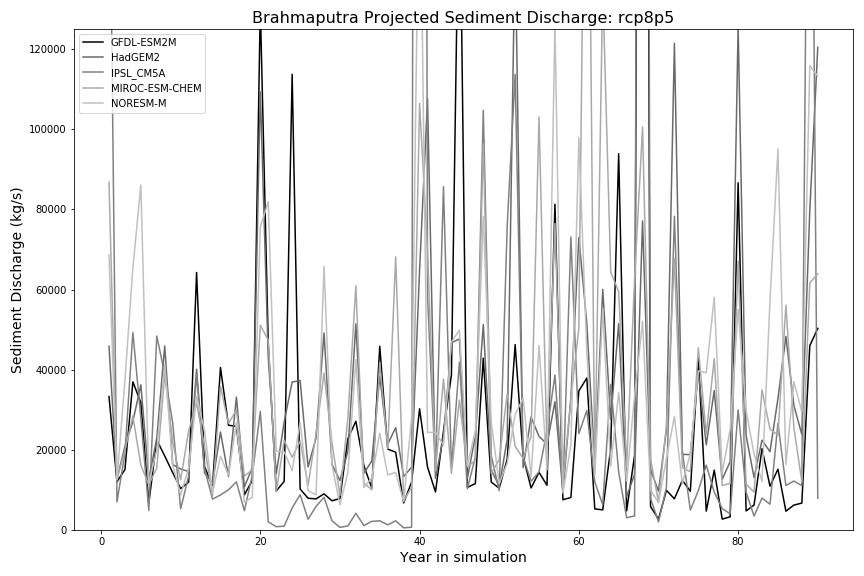 Brahmaputra Projected Sediment Discharge: rcp8p5
GFDL-ESM2M
HadGEM2
IPSL_CM5A
MIROC-ESM-CHEM
NORESM-M
Sediment Discharge (kg/s)
120000
100000
80000
60000
40000
20000
0
0 20 40 60 80
Year in simulation